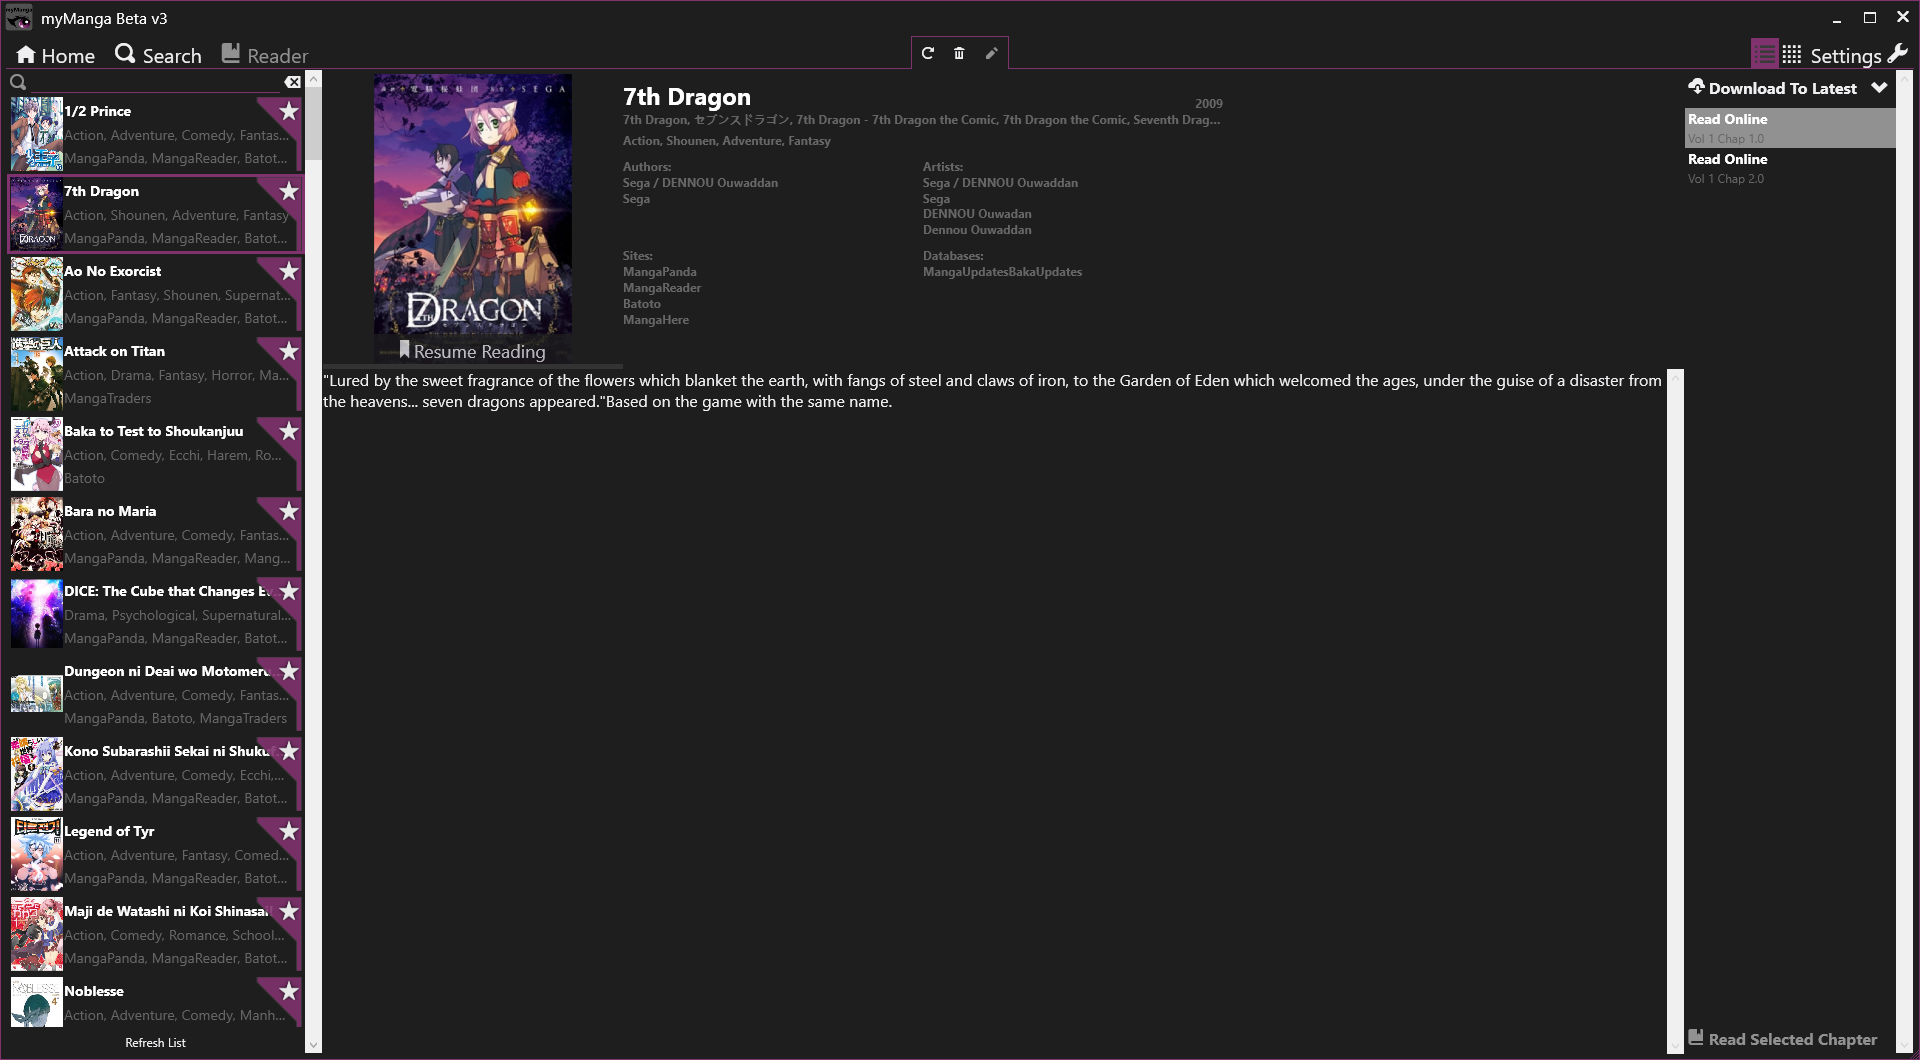 myManga Beta v3
Home Search Reader Settings
1/2 Prince
Action, Adventure, Comedy, Fantas...
MangaPanda, MangaReader, Batot...
7th Dragon
Action, Shounen, Adventure, Fantasy
MangaPanda, MangaReader, Batot...
Ao No Exorcist
Action, Fantasy, Shounen, Supernat...
MangaPanda, MangaReader, Batot...
Attack on Titan
Action, Drama, Fantasy, Horror, Ma...
MangaTraders
Baka to Test to Shoukanjuu
Action, Comedy, Ecchi, Harem, Ro...
Batoto
Bara no Maria
Action, Adventure, Comedy, Fantas...
MangaPanda, MangaReader, Mang...
DICE: The Cube that Changes Ev...
Drama, Psychological, Supernatural...
MangaPanda, MangaReader, Batot...
Dungeon ni Deai wo Motomeru...
Action, Adventure, Comedy, Fantas...
MangaPanda, Batoto, MangaTraders
Kono Subarashii Sekai ni Shukuf...
Action, Adventure, Comedy, Ecchi,...
MangaPanda, MangaReader, Batot...
Legend of Tyr
Action, Adventure, Fantasy, Comed...
MangaPanda, MangaReader, Batot...
Maji de Watashi ni Koi Shinasai!
Action, Comedy, Romance, School...
MangaPanda, MangaReader, Batot...
Noblesse
Action, Adventure, Comedy, Manh...
Refresh List
SEGA
7TH DRAGON
セブンスドラゴン
Resume Reading
7th Dragon
2009
7th Dragon, セブンスドラゴン, 7th Dragon - 7th Dragon the Comic, 7th Dragon the Comic, Seventh Drag...
Action, Shounen, Adventure, Fantasy
Authors:
Sega / DENNOU Ouwaddan
Sega
Artists:
Sega / DENNOU Ouwaddan
Sega
DENNOU Ouwadan
Dennou Ouwaddan
Sites:
MangaPanda
MangaReader
Batoto
MangaHere
Databases:
MangaUpdatesBakaUpdates
"Lured by the sweet fragrance of the flowers which blanket the earth, with fangs of steel and claws of iron, to the Garden of Eden which welcomed the ages, under the guise of a disaster from
the heavens... seven dragons appeared."Based on the game with the same name.
Download To Latest
Read Online
Vol 1 Chap 1.0
Read Online
Vol 1 Chap 2.0
Read Selected Chapter